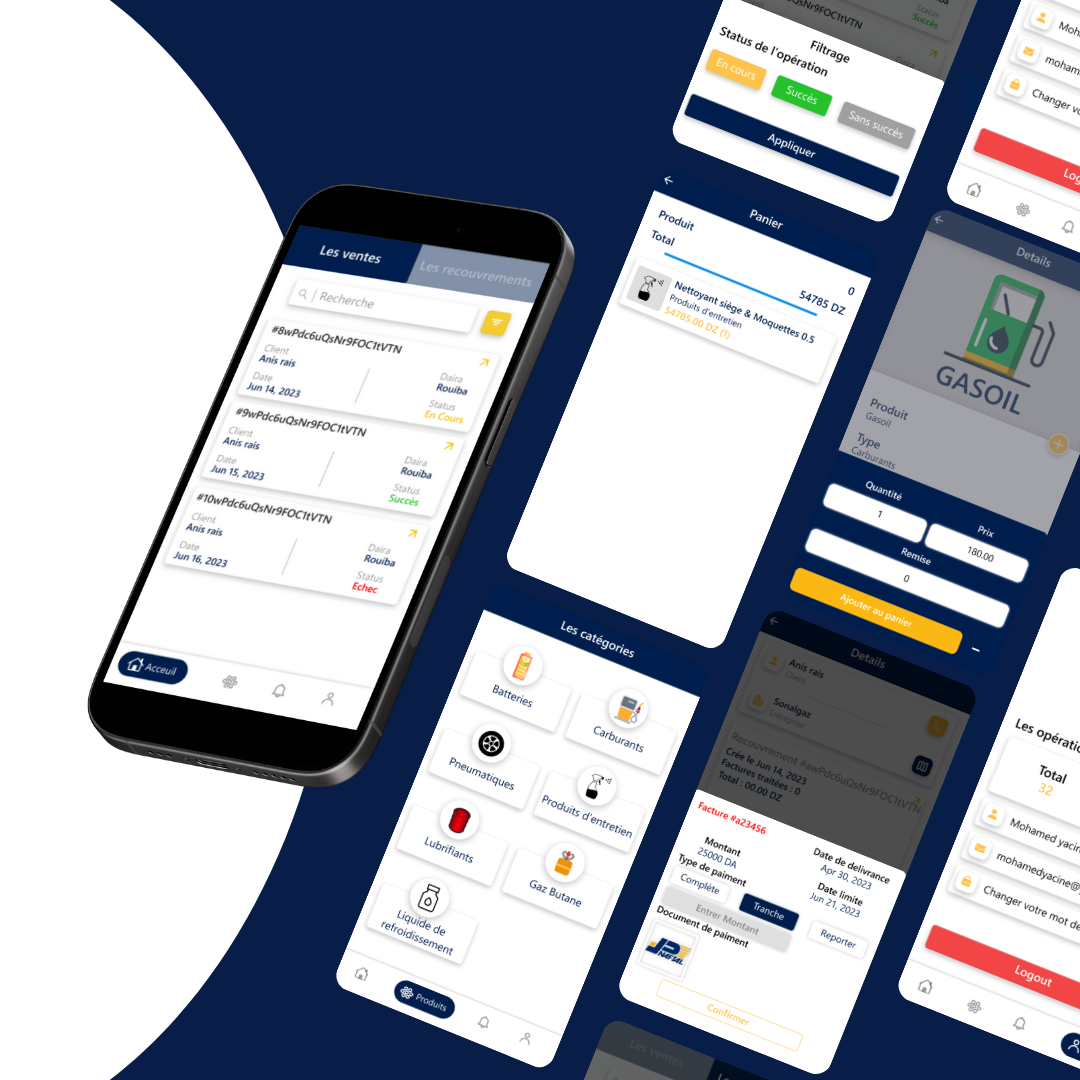 Les ventes
Les recouvrements
Recherche
#8wPdc6uQsNr9FOC1tVTN
Client
Anis rais
Daira
Rouiba
Date
Jun 14, 2023
Status
En Cours
#9wPdc6uQsNr9FOC1tVTN
Client
Anis rais
Daira
Rouiba
Date
Jun 15, 2023
Status
Succés
#10wPdc6uQsNr9FOC1tVTN
Client
Anis rais
Daira
Rouiba
Date
Jun 16, 2023
Status
Echec
Acceuil
Status
Succés
Daira
Filtrage
Status de l'opération
En cours
Succès
Sans succès
Appliquer
Panier
Produit
0
Total
54785 DZ
Nettoyant siège & Moquettes 0.5
Produits d'entretien
54785.00 DZ (1)
Les catégories
Batteries
Carburants
Pneumatiques
Produits d'entretien
Lubrifiants
Gaz Butane
Liquide de
refroidissement
Produits
Changer vo
Details
GASOIL
Produit
Gasoil
Type
Carburants
Quantité
1
Prix
180.00
Remise
0
Ajouter au panier
Details
Anis rais
Client
Sonalgaz
Entreprise
Recouvrement #awPdc6uQsNr9FOC1tVTN
Crée le Jun 14, 2023
Factures traitées : 0
Total : 00.00 DZ
Facture #a23456
Montant
25000 DA
Date de delivrance
Apr 30, 2023
Type de paiment
Date limite
Jun 21, 2023
Complète
Tranche
Reporter
Entrer Montant
Document de paiment
NAFTAL
Confirmer
Les ventes
Les opératio
Total
32
Mohamed yacin
mohamedyacine@
Changer votre mot de
Logout